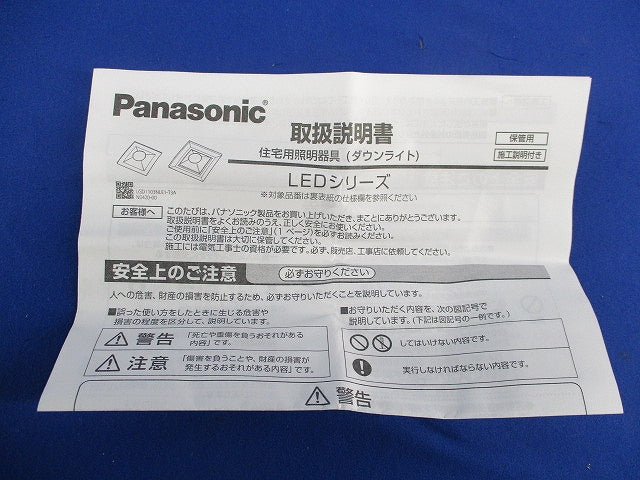 Panasonic®
取扱説明書
保管用
住宅用照明器具(ダウンライト)
施工説明付き
LEDシリーズ
※対象品番は裏表紙の仕様欄を参照ください
お客様へ
このたびは、パナソニック製品をお買い上げいただき、まことにありがとうございます。
取扱説明書をよくお読みのうえ、正しく安全にお使いください。
ご使用前に「安全上のご注意」(1 ページ)を必ずお読みください。
この取扱説明書は大切に保管してください。
施工には電気工事士の資格が必要です。必ず、販売店、工事店に依頼してください。
安全上のご注意
必ずお守りください
人への危害、財産の損害を防止するため、必ずお守りいただくことを説明しています。
■誤った使い方をしたときに生じる危害や
損害の程度を区分して、説明しています。
警告
「死亡や重傷を負うおそれがある
内容」です。
注意
「傷害を負うことや、財産の損害が
発生するおそれがある内容」です。
■お守りいただく内容を、次の図記号で
説明しています。(下記は図記号の一例です。)
してはいけない内容です。
実行しなければならない内容です。
警告